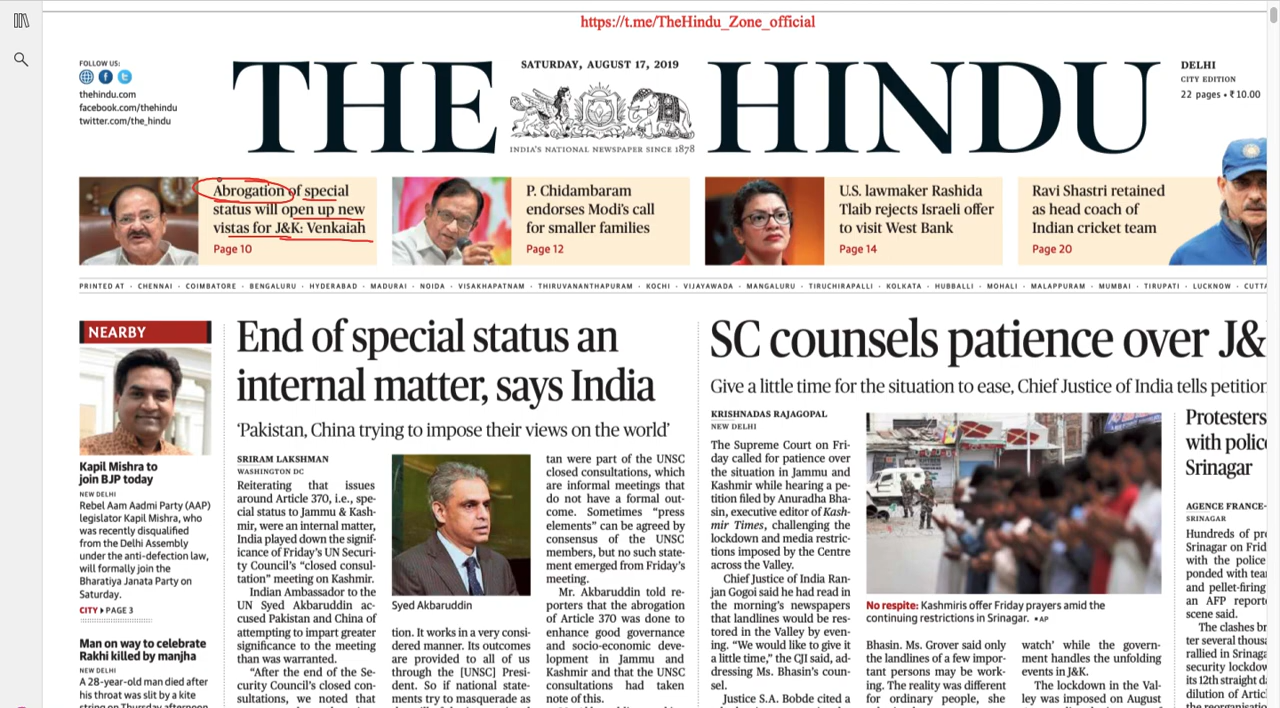 https://t.me/TheHindu_Zone_official
FOLLOW US:
thehindu.com
facebook.com/thehindu
twitter.com/the_hindu
THE HINDU
SATURDAY, AUGUST 17, 2019
INDIA'S NATIONAL NEWSPAPER SINCE 1878
DELHI
CITY EDITION
22 pages • ₹10.00
Abrogation of special
status will open up new
vistas for J&K: Venkaiah
Page 10
P. Chidambaram
endorses Modi's call
for smaller families
Page 12
U.S. lawmaker Rashida
Tlaib rejects Israeli offer
to visit West Bank
Page 14
Ravi Shastri retained
as head coach of
Indian cricket team
Page 20
PRINTED AT · CHENNAI · COIMBATORE · BENGALURU · HYDERABAD · MADURAI · NOIDA · VISAKHAPATNAM · THIRUVANANTHAPURAM · KOCHI · VIJAYAWADA · MANGALURU · TIRUCHIRAPALLI · KOLKATA · HUBBALLI · MOHALI · MALAPPURAM · MUMBAI · TIRUPATI · LUCKNOW · CUTTA
NEARBY
Kapil Mishra to
join BJP today
NEW DELHI
Rebel Aam Aadmi Party (AAP)
legislator Kapil Mishra, who
was recently disqualified
from the Delhi Assembly
under the anti-defection law,
will formally join the
Bharatiya Janata Party on
Saturday.
CITY ▸ PAGE 3
Man on way to celebrate
Rakhi killed by manjha
NEW DELHI
A 28-year-old man died after
his throat was slit by a kite
string on Thursday afternoon
End of special status an
internal matter, says India
'Pakistan, China trying to impose their views on the world'
SRIRAM LAKSHMAN
WASHINGTON DC
Reiterating that issues
around Article 370, i.e., spe-
cial status to Jammu & Kash-
mir, were an internal matter,
India played down the signif-
icance of Friday's UN Securi-
ty Council's "closed consul-
tation" meeting on Kashmir.
Indian Ambassador to the
UN Syed Akbaruddin ac-
cused Pakistan and China of
attempting to impart greater
significance to the meeting
than was warranted.
"After the end of the Se-
curity Council's closed con-
sultations, we noted that
Syed Akbaruddin
tion. It works in a very consi-
dered manner. Its outcomes
are provided to all of us
through the [UNSC] Presi-
dent. So if national state-
ments try to masquerade as
tan were part of the UNSC
closed consultations, which
are informal meetings that
do not have a formal out-
come. Sometimes "press
elements" can be agreed by
consensus of the UNSC
members, but no such state-
ment emerged from Friday's
meeting.
Mr. Akbaruddin told re-
porters that the abrogation
of Article 370 was done to
enhance good governance
and socio-economic deve-
lopment in Jammu and
Kashmir and that the UNSC
consultations had taken
note of this.
SC counsels patience over J&
Give a little time for the situation to ease, Chief Justice of India tells petition
KRISHNADAS RAJAGOPAL
NEW DELHI
The Supreme Court on Fri-
day called for patience over
the situation in Jammu and
Kashmir while hearing a pe-
tition filed by Anuradha Bha-
sin, executive editor of Kash-
mir Times, challenging the
lockdown and media restric-
tions imposed by the Centre
across the Valley.
Chief Justice of India Ran-
jan Gogoi said he had read in
the morning's newspapers
that landlines would be res-
tored in the Valley by even-
ing. "We would like to give it
a little time," the CJI said, ad-
dressing Ms. Bhasin's coun-
sel.
Justice S.A. Bobde cited a
No respite: Kashmiris offer Friday prayers amid the
continuing restrictions in Srinagar. • AP
Bhasin. Ms. Grover said only
the landlines of a few impor-
tant persons may be work-
ing. The reality was different
for ordinary people, she
watch' while the govern-
ment handles the unfolding
events in J&K.
The lockdown in the Val-
ley was imposed on August
Protesters
with polic
Srinagar
AGENCE FRANCE-
SRINAGAR
Hundreds of pro
Srinagar on Frid
with the police
ponded with tea
and pellet-firing
an AFP report
scene said.
The clashes br
ter several thousa
rallied in Srinaga
security lockdow
its 12th straight da
dilution of Artic